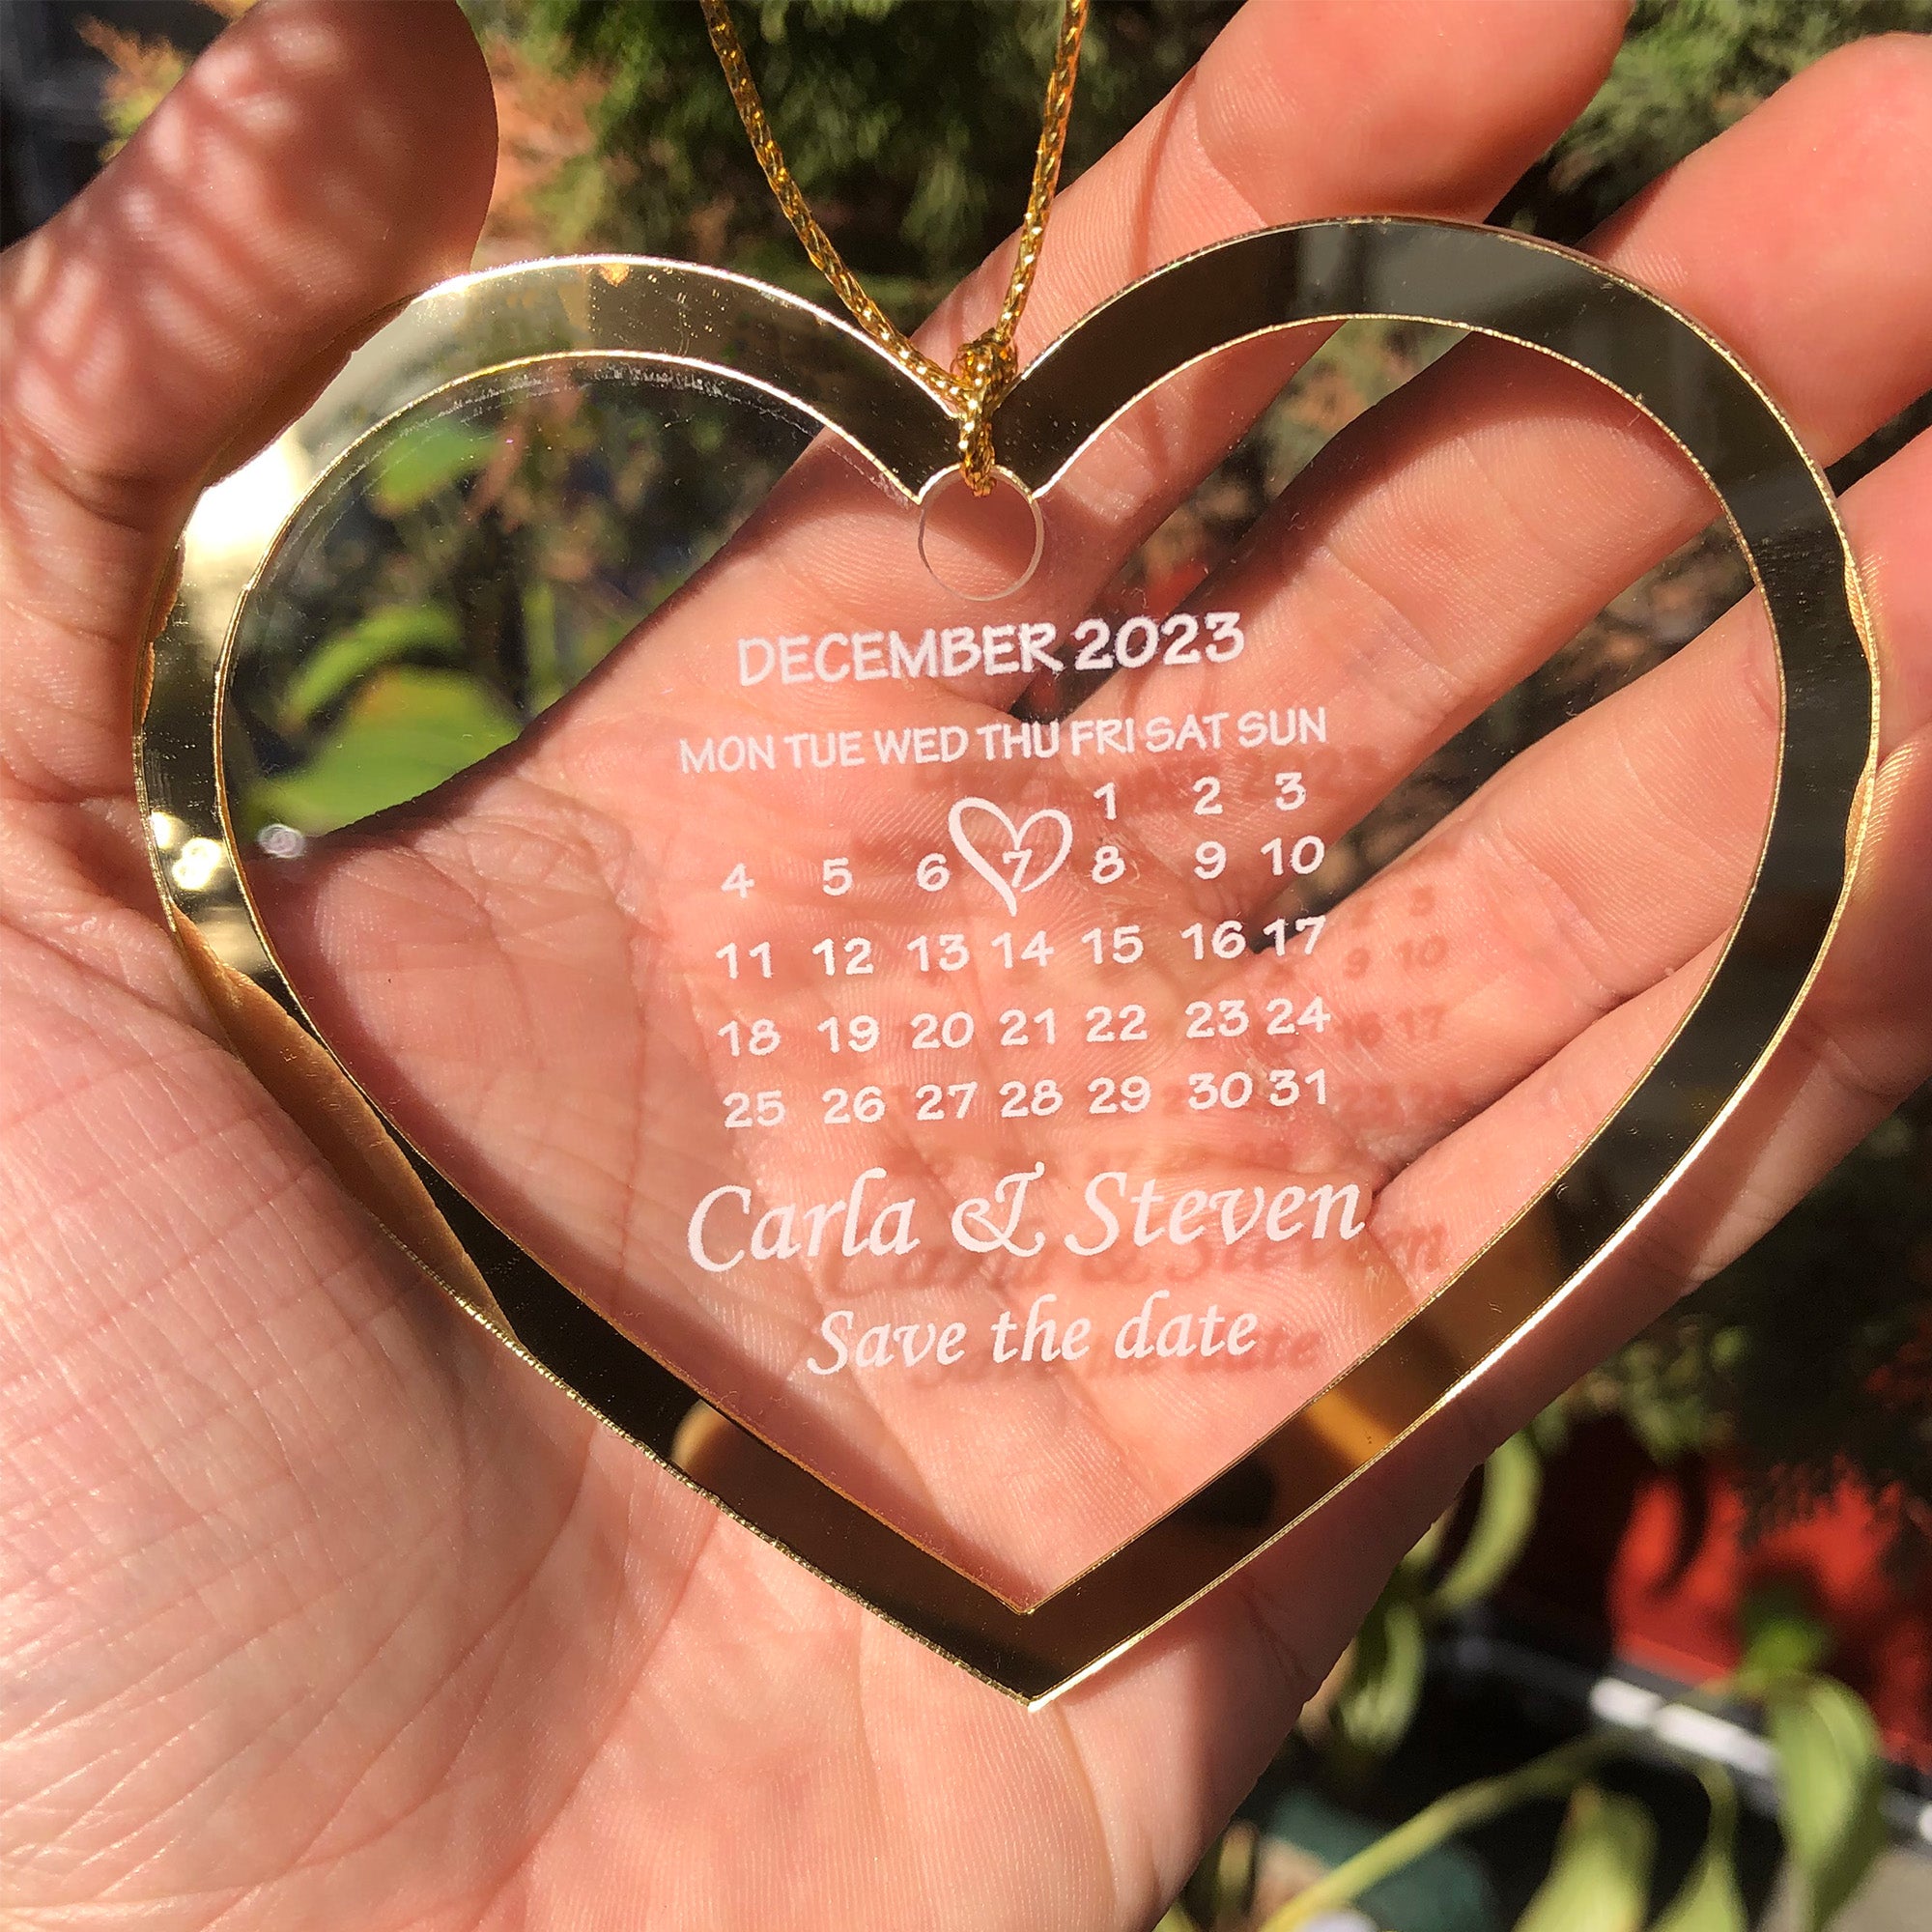 DECEMBER 2023
MON TUE WED THU FRI SAT SUN
1 2 3
4 5 6 7 8 9 10
11 12 13 14 15 16 17
18 19 20 21 22 23 24
25 26 27 28 29 30 31
Carla & Steven
Save the date